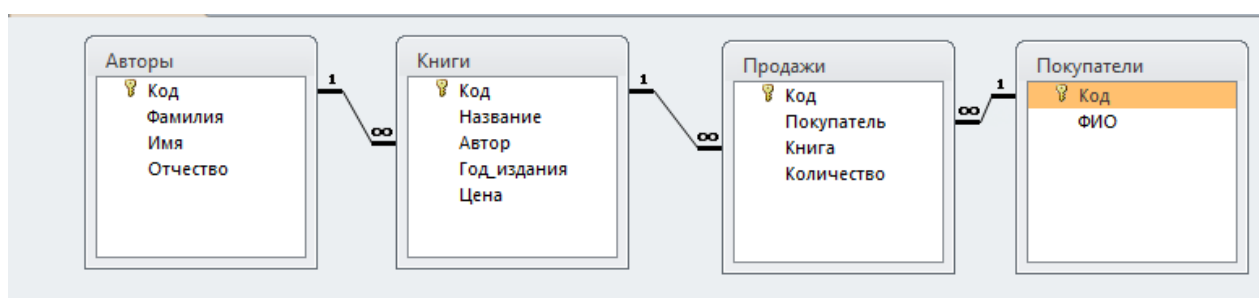 Авторы
Код
Фамилия
Имя
Отчество
1
∞
Книги
Код
Название
Автор
Год_издания
Цена
1
∞
Продажи
Код
Покупатель
Книга
Количество
∞
1
Покупатели
Код
ФИО